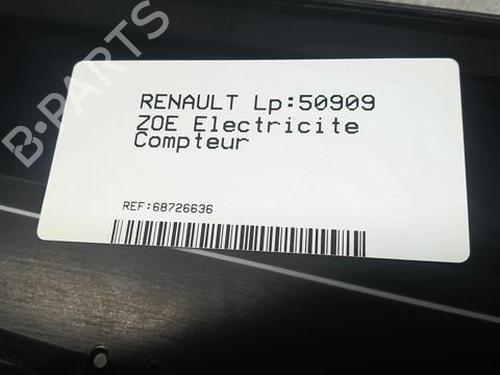 RENAULT Lp:50909
ZOE Electricite
Compteur
REF:68726636
B-PARTS